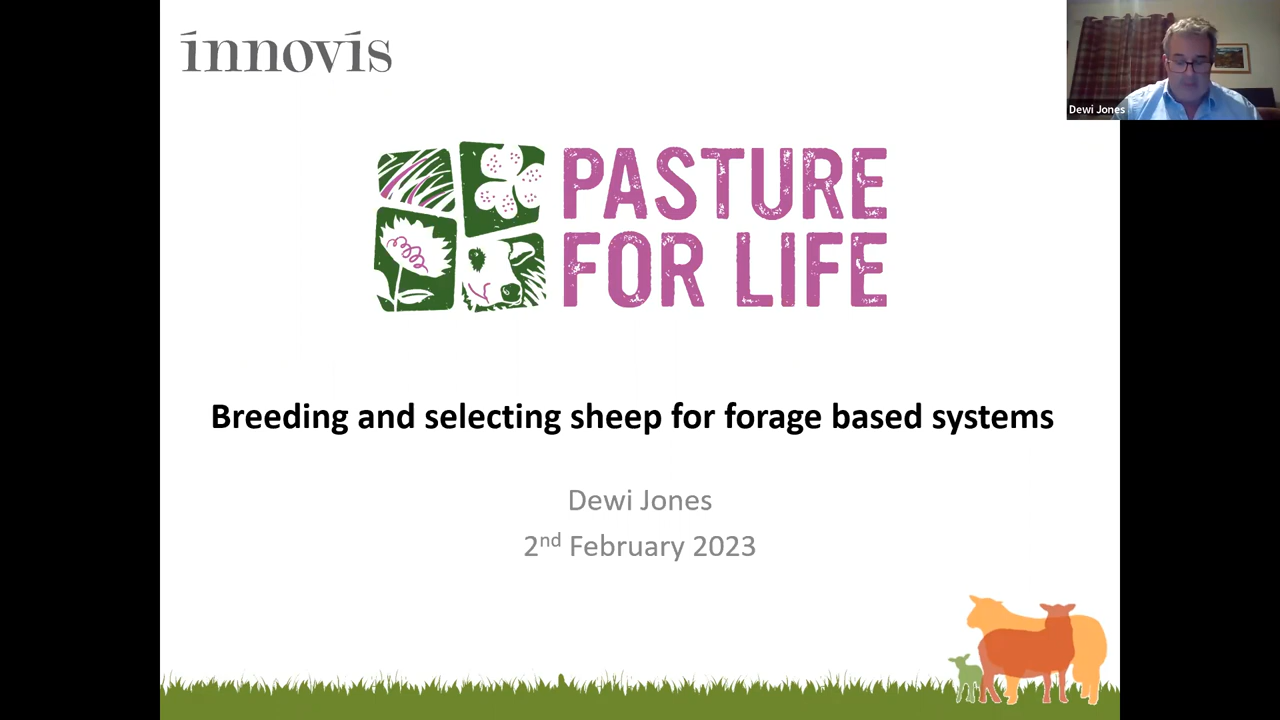 innovis
Dewi Jones
PASTURE
FOR LIFE
Breeding and selecting sheep for forage based systems
Dewi Jones
2nd February 2023